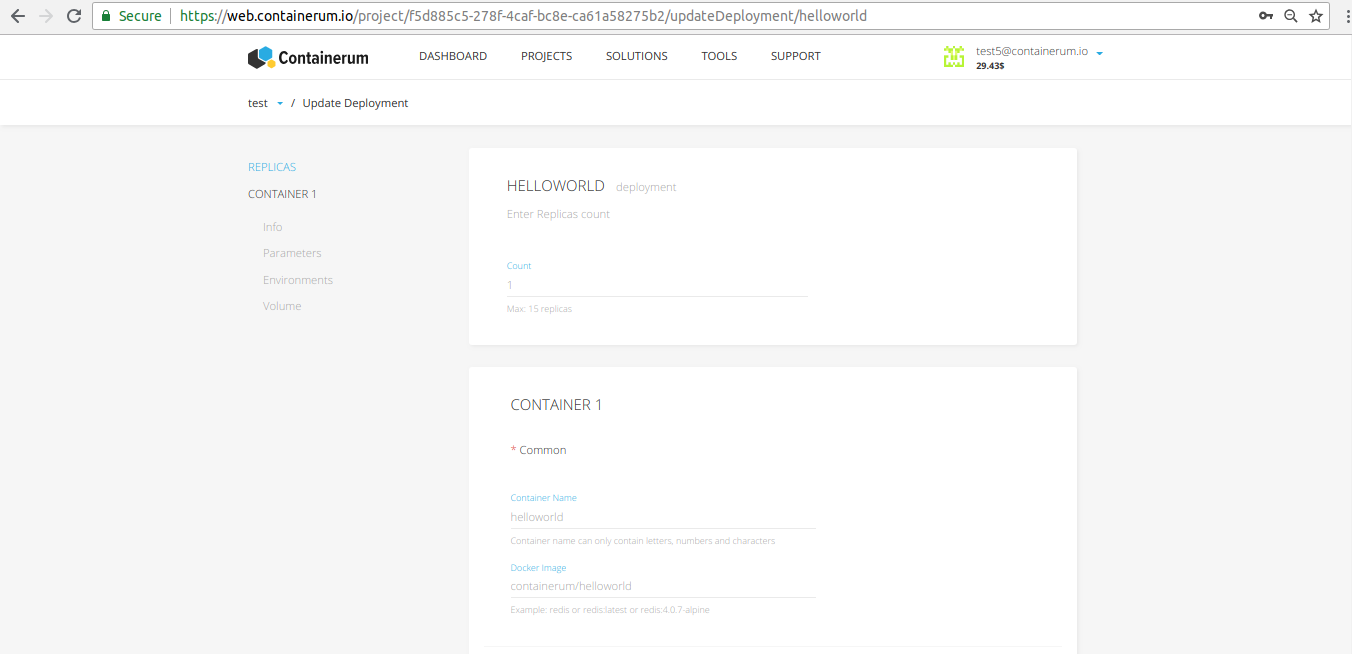 Secure https://web.containerum.io/project/f5d885c5-278f-4caf-bc8e-ca61a58275b2/updateDeployment/helloworld
Containerum DASHBOARD PROJECTS SOLUTIONS TOOLS SUPPORT test5@containerum.io
29.43$
test / Update Deployment
REPLICAS
CONTAINER 1
Info
Parameters
Environments
Volume
HELLOWORLD deployment
Enter Replicas count
Count
1
Max: 15 replicas
CONTAINER 1
* Common
Container Name
helloworld
Container name can only contain letters, numbers and characters
Docker Image
containerum/helloworld
Example: redis or redis:latest or redis:4.0.7-alpine